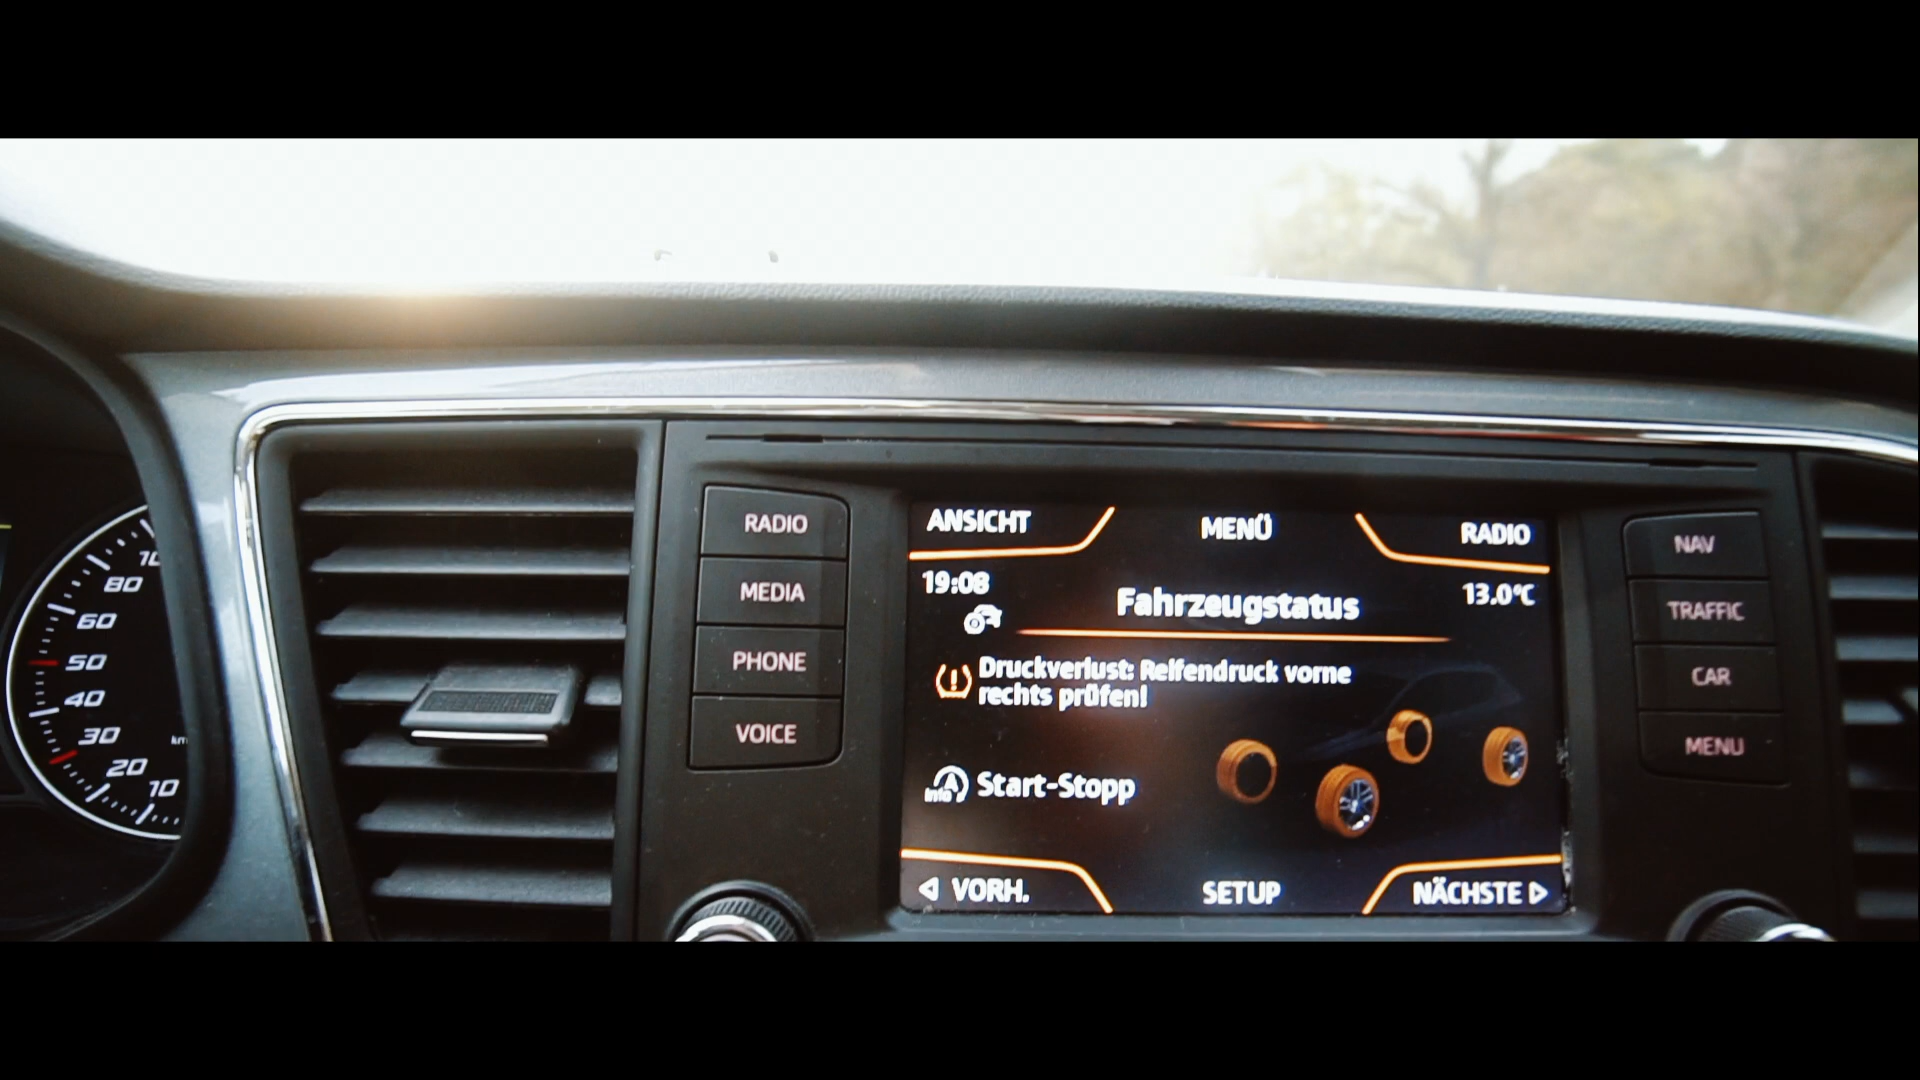 80
60
50
40
30
20
10
RADIO
MEDIA
PHONE
VOICE
ANSICHT
MENÜ
RADIO
19:08
13.0°C
Fahrzeugstatus
Druckverlust: Reifendruck vorne
rechts prüfen!
Start-Stopp
VORH.
SETUP
NÄCHSTE
NAV
TRAFFIC
CAR
MENU